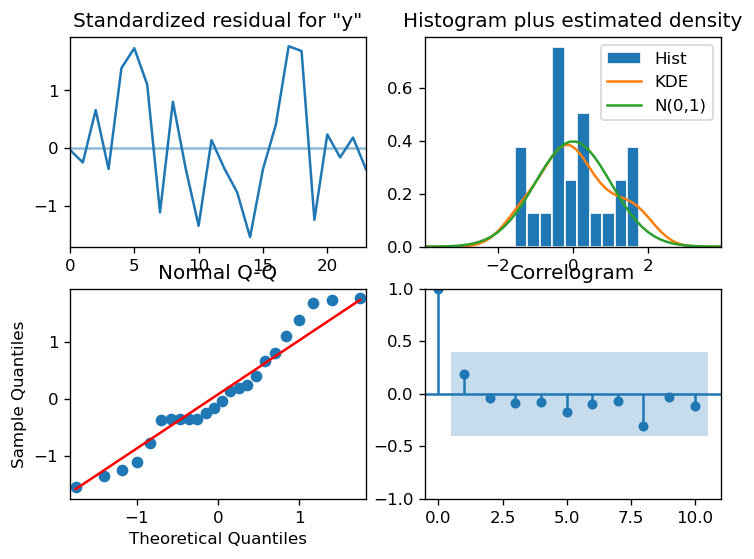 Standardized residual for "y"
1
0
−1
0 5 10 15 20
Histogram plus estimated density
Hist
KDE
N(0,1)
0.6
0.4
0.2
0.0
−2 0 2
Normal Q-Q
Sample Quantiles
1
0
−1
−1 0 1
Theoretical Quantiles
Correlogram
1.0
0.5
0.0
−0.5
−1.0
0.0 2.5 5.0 7.5 10.0